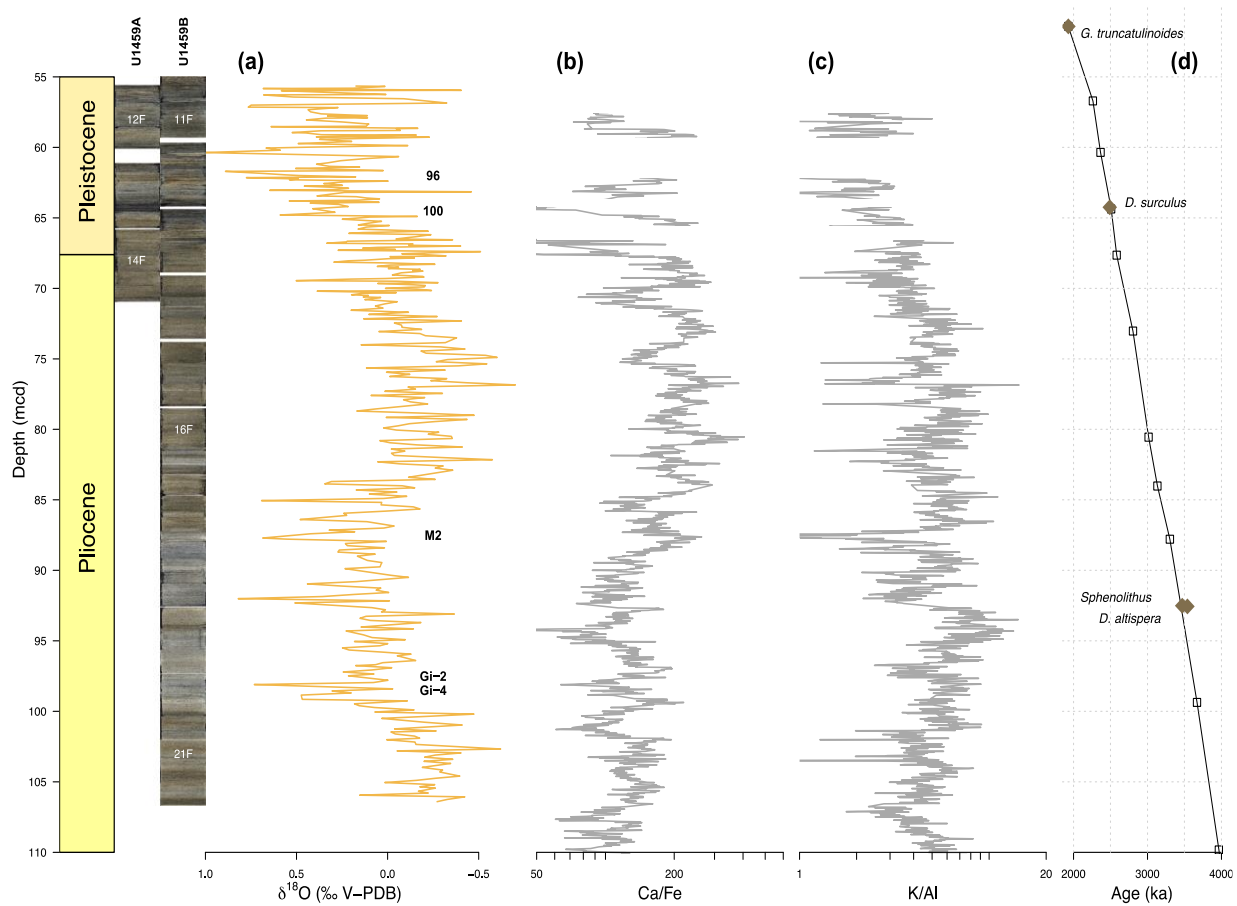 U1459A
U1459B
(a)
(b)
(c)
(d)
G. truncatulinoides
55
12F
11F
Pleistocene
60
96
D. surculus
100
65
14F
70
75
16F
80
Depth (mcd)
85
Pliocene
M2
90
Sphenolithus
D. altispera
95
Gi−2
Gi−4
100
21F
105
110
1.0 0.5 0.0 −0.5
50 100 200
1 2 20
2000 3000 4000
δ18O (‰ V−PDB)
Ca/Fe
K/Al
Age (ka)